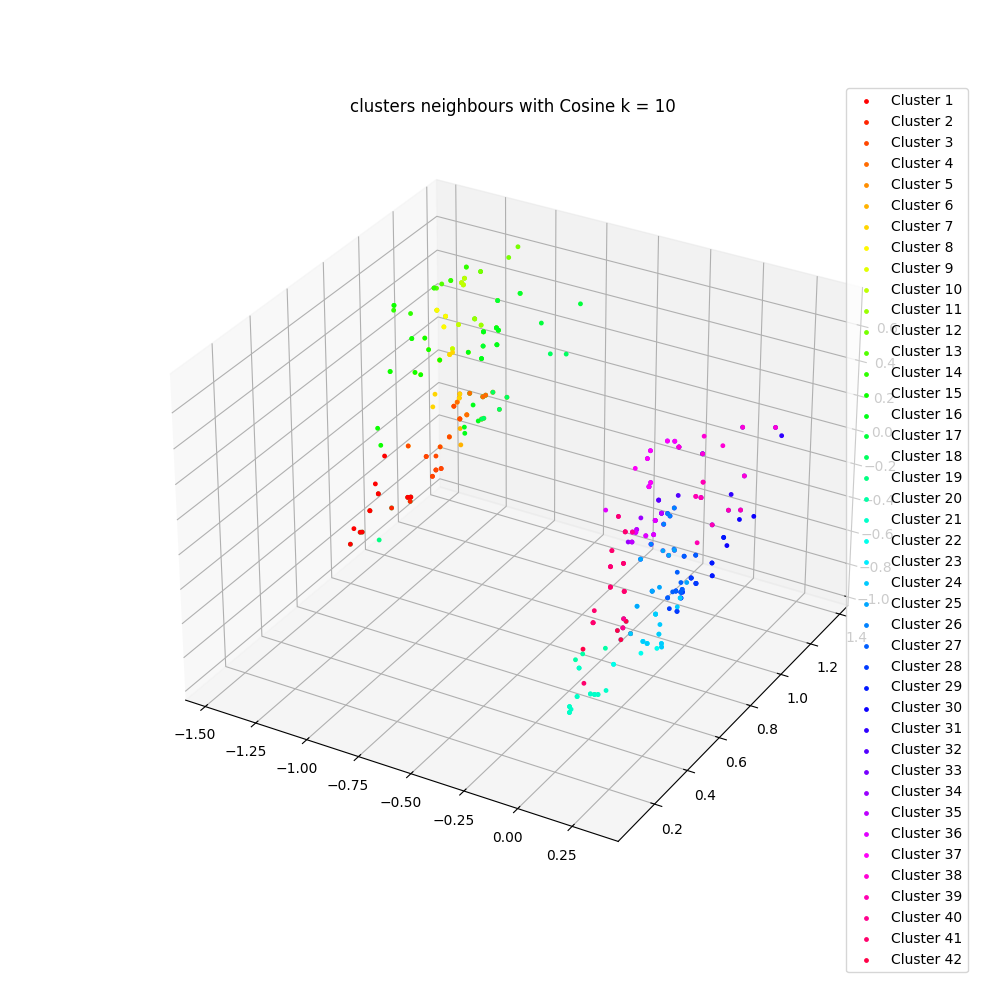 clusters neighbours with Cosine k = 10
Cluster 1
Cluster 2
Cluster 3
Cluster 4
Cluster 5
Cluster 6
Cluster 7
Cluster 8
Cluster 9
Cluster 10
Cluster 11
Cluster 12
Cluster 13
Cluster 14
Cluster 15
Cluster 16
Cluster 17
Cluster 18
Cluster 19
Cluster 20
Cluster 21
Cluster 22
Cluster 23
Cluster 24
Cluster 25
Cluster 26
Cluster 27
Cluster 28
Cluster 29
Cluster 30
Cluster 31
Cluster 32
Cluster 33
Cluster 34
Cluster 35
Cluster 36
Cluster 37
Cluster 38
Cluster 39
Cluster 40
Cluster 41
Cluster 42
−1.50
−1.25
−1.00
−0.75
−0.50
−0.25
0.00
0.25
0.2
0.4
0.6
0.8
1.0
1.2
1.4
−1.0
−0.8
−0.6
−0.4
−0.2
0.0
0.2
0.4